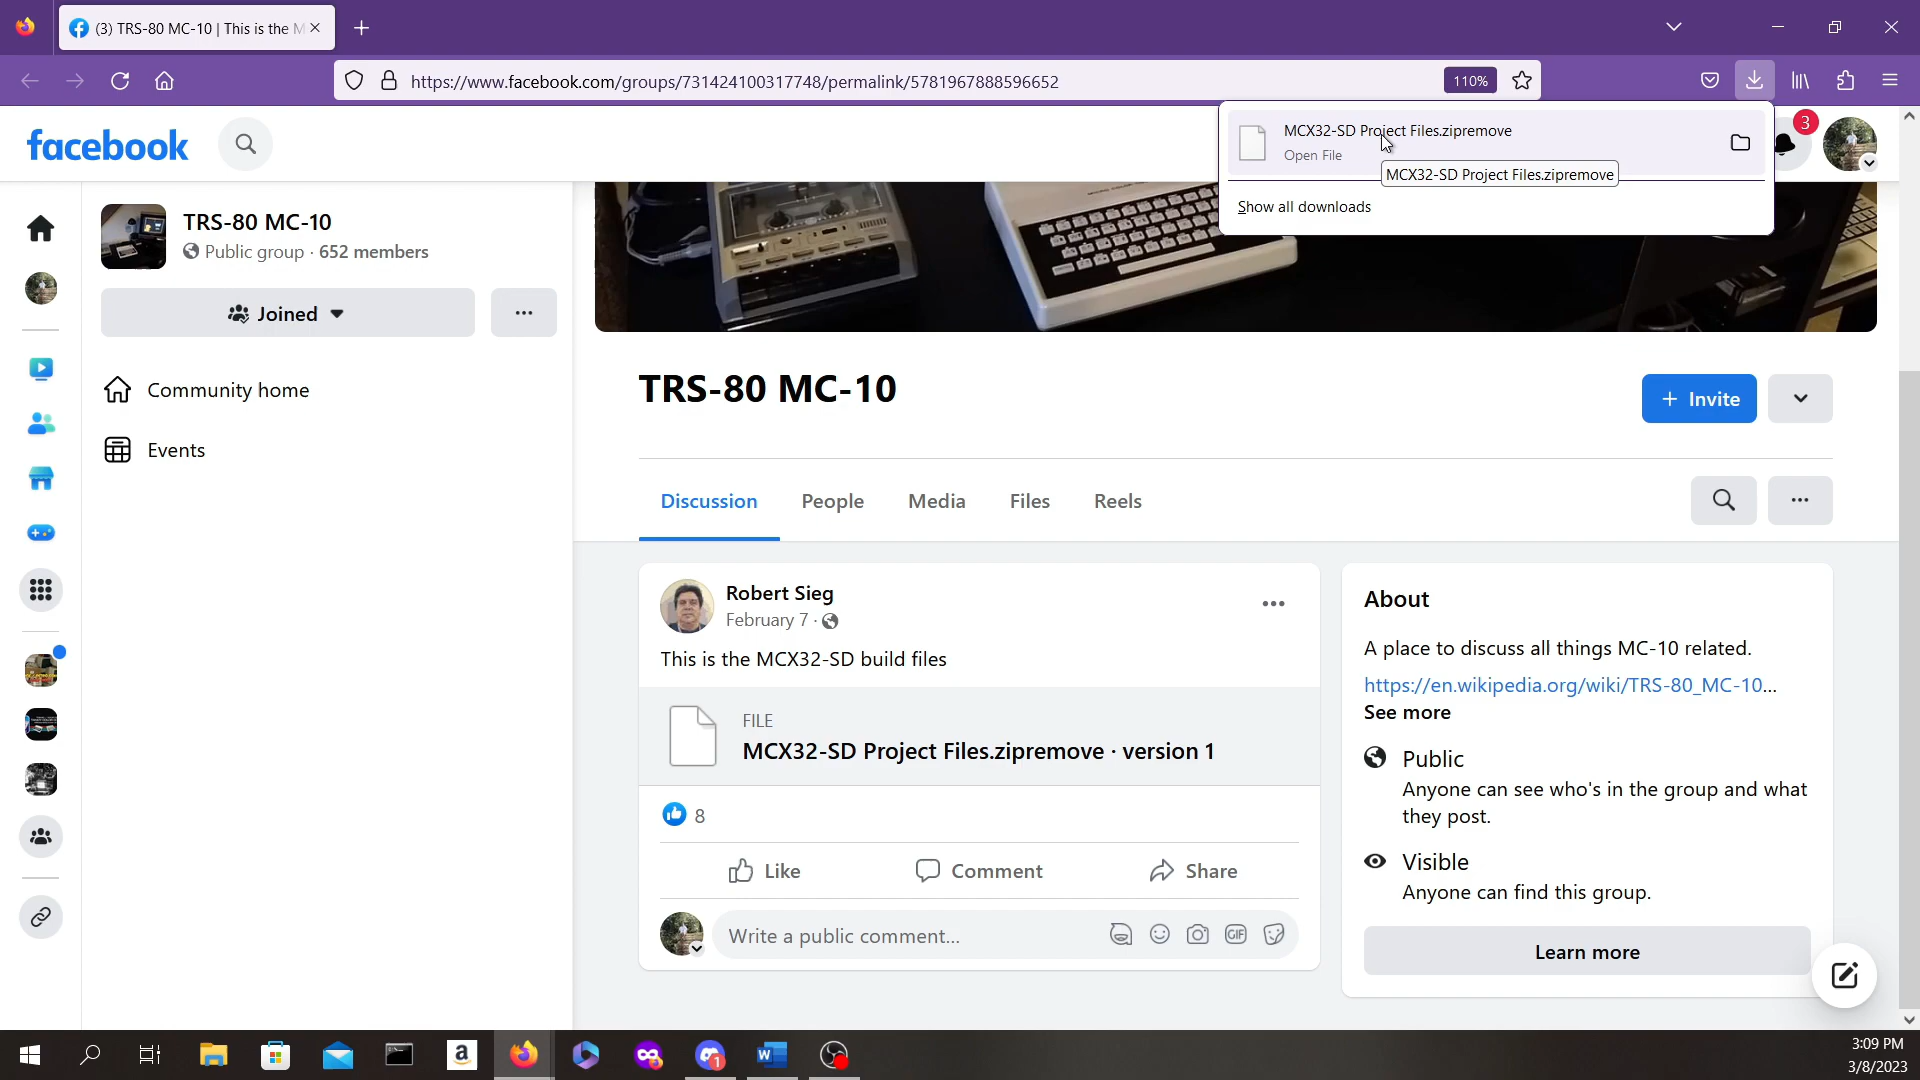 (3) TRS-80 MC-10 | This is the M
https://www.facebook.com/groups/731424100317748/permalink/5781967888596652
110%
facebook
MCX32-SD Project Files.zipremove
Open File
MCX32-SD Project Files.zipremove
Show all downloads
3
TRS-80 MC-10
Public group · 652 members
Joined
Community home
Events
TRS-80 MC-10
+ Invite
Discussion People Media Files Reels
Robert Sieg
February 7 ·
This is the MCX32-SD build files
FILE
MCX32-SD Project Files.zipremove · version 1
8
Like Comment Share
Write a public comment...
GIF
About
A place to discuss all things MC-10 related.
https://en.wikipedia.org/wiki/TRS-80_MC-10...
See more
Public
Anyone can see who's in the group and what
they post.
Visible
Anyone can find this group.
Learn more
a
1
W
3:09 PM
3/8/2023